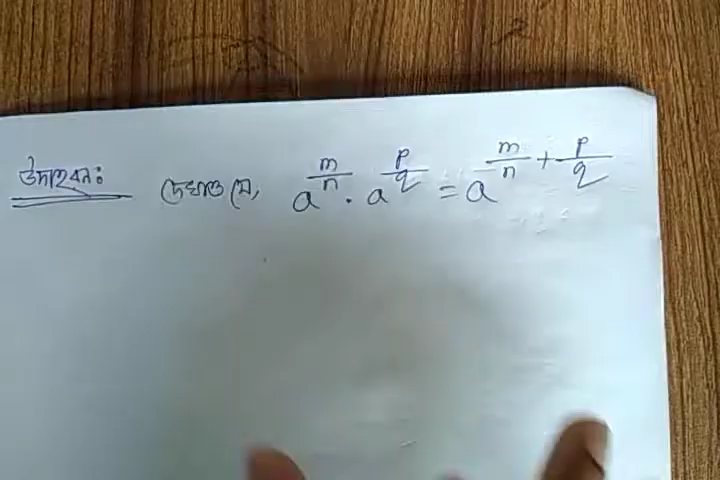 উদাহরণঃ দেখাও যে, a^{m/n} · a^{p/q} = a^{m/n + p/q}